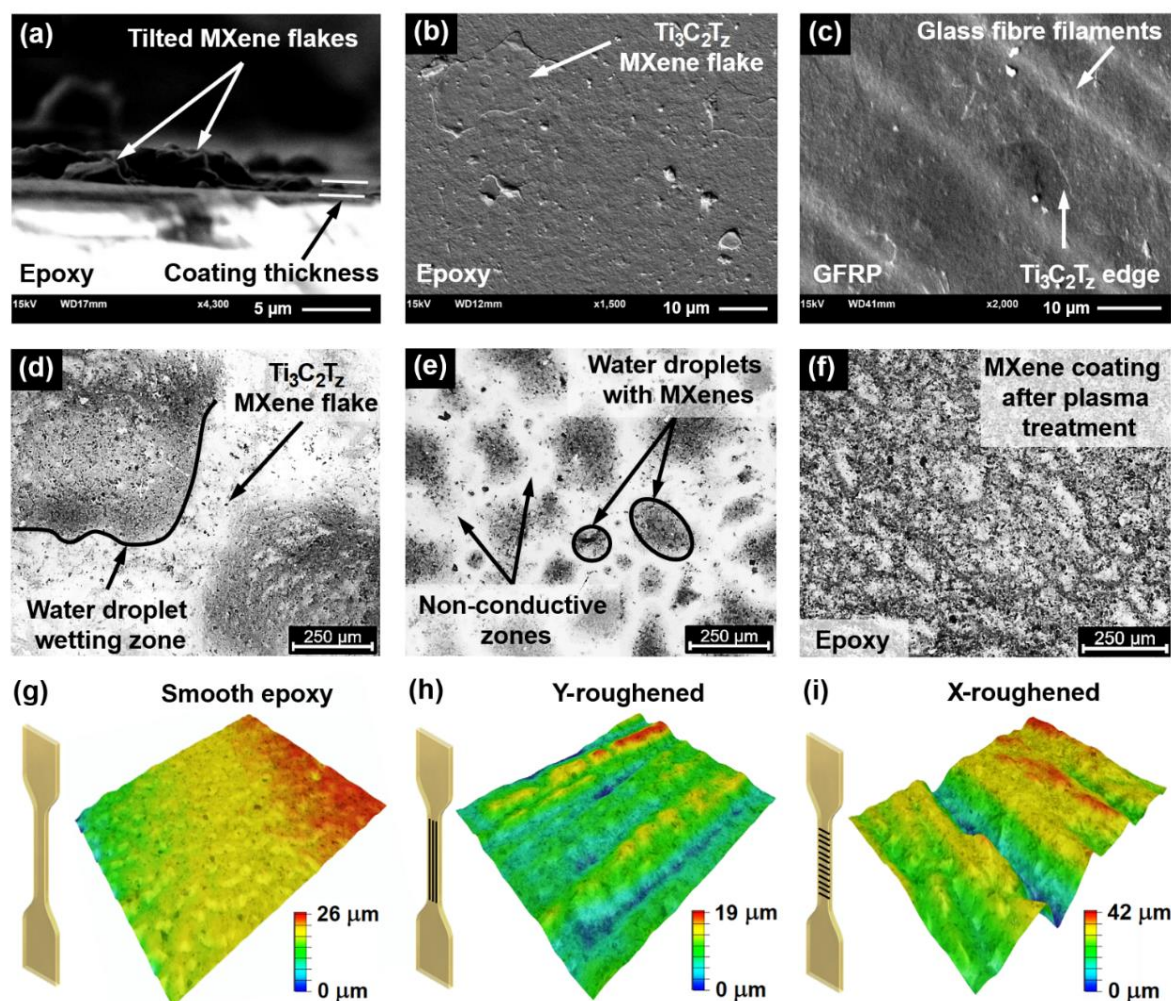 (a)
Tilted MXene flakes
Epoxy
Coating thickness
15kV WD17mm x4,300 5 µm
(b)
Ti₃C₂T𝓏
MXene flake
Epoxy
15kV WD12mm x1,500 10 µm
(c)
Glass fibre filaments
GFRP
Ti₃C₂T𝓏 edge
15kV WD41mm x2,000 10 µm
(d)
Ti₃C₂T𝓏
MXene flake
Water droplet
wetting zone
250 µm
(e)
Water droplets
with MXenes
Non-conductive
zones
250 µm
(f)
MXene coating
after plasma
treatment
Epoxy
250 µm
(g)
Smooth epoxy
26 µm
0 µm
(h)
Y-roughened
19 µm
0 µm
(i)
X-roughened
42 µm
0 µm